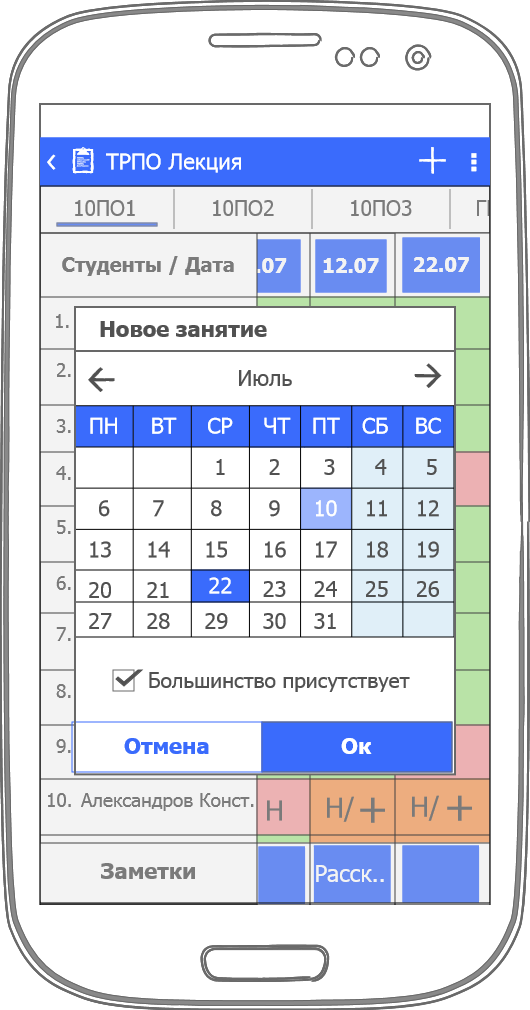 ТРПО Лекция
10ПО1 10ПО2 10ПО3
Студенты / Дата .07 12.07 22.07
1.
Новое занятие
2.
Июль
3. ПН ВТ СР ЧТ ПТ СБ ВС
4. 1 2 3 4 5
5. 6 7 8 9 10 11 12
13 14 15 16 17 18 19
6. 20 21 22 23 24 25 26
7. 27 28 29 30 31
8. Большинство присутствует
9. Отмена Ок
10. Александров Конст. Н Н/+ Н/+
Заметки Расск..